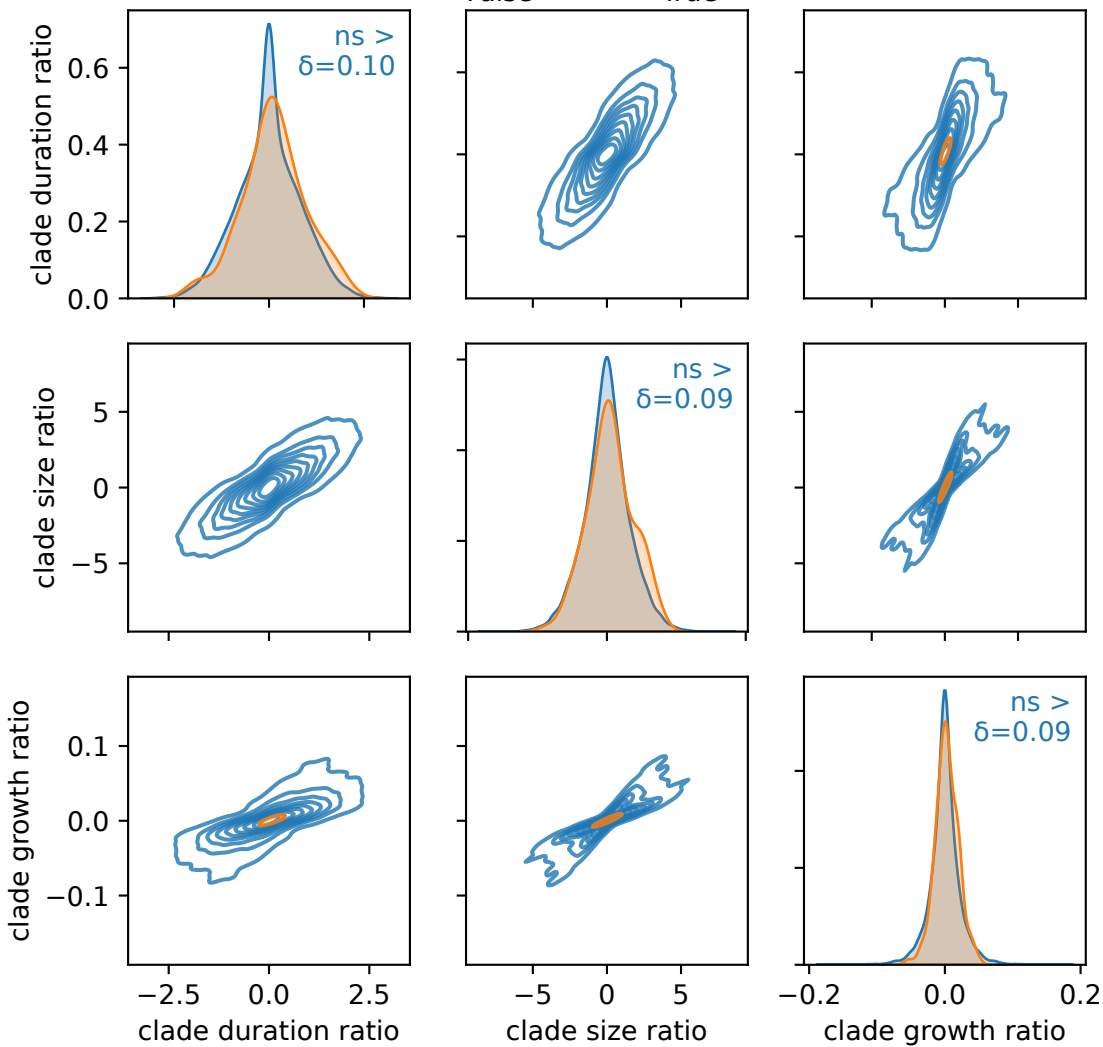 clade duration ratio
0.6
0.4
0.2
0.0
ns >
δ=0.10
clade size ratio
5
0
−5
ns >
δ=0.09
clade growth ratio
0.1
0.0
−0.1
ns >
δ=0.09
−2.5
0.0
2.5
−5
0
5
−0.2
0.0
0.2
clade duration ratio
clade size ratio
clade growth ratio